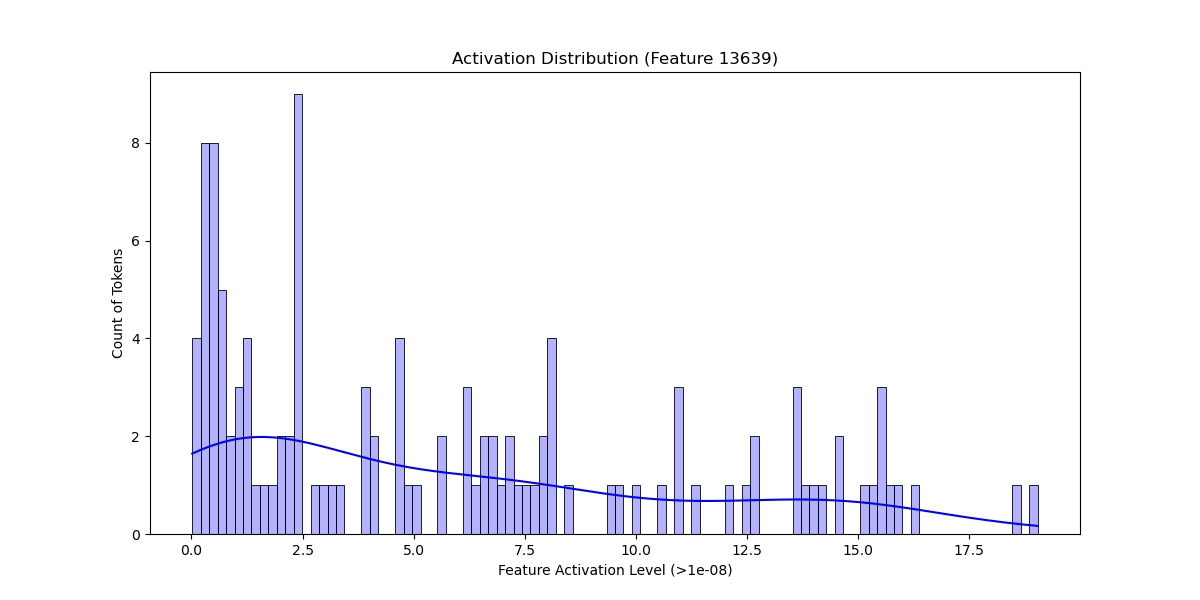 Activation Distribution (Feature 13639)
Count of Tokens
8
6
4
2
0
0.0 2.5 5.0 7.5 10.0 12.5 15.0 17.5
Feature Activation Level (>1e-08)